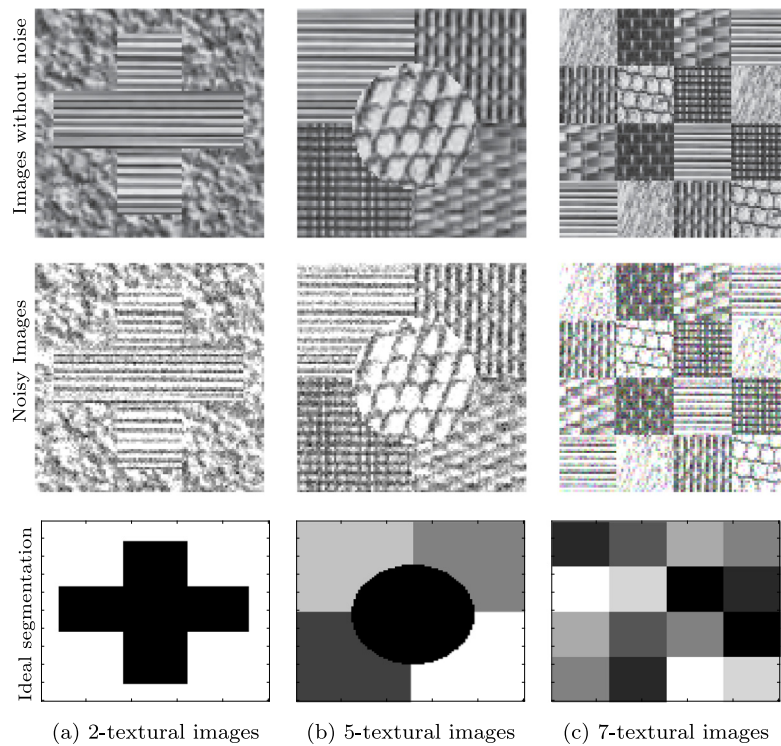 Images without noise
Noisy Images
Ideal segmentation
(a) 2-textural images
(b) 5-textural images
(c) 7-textural images